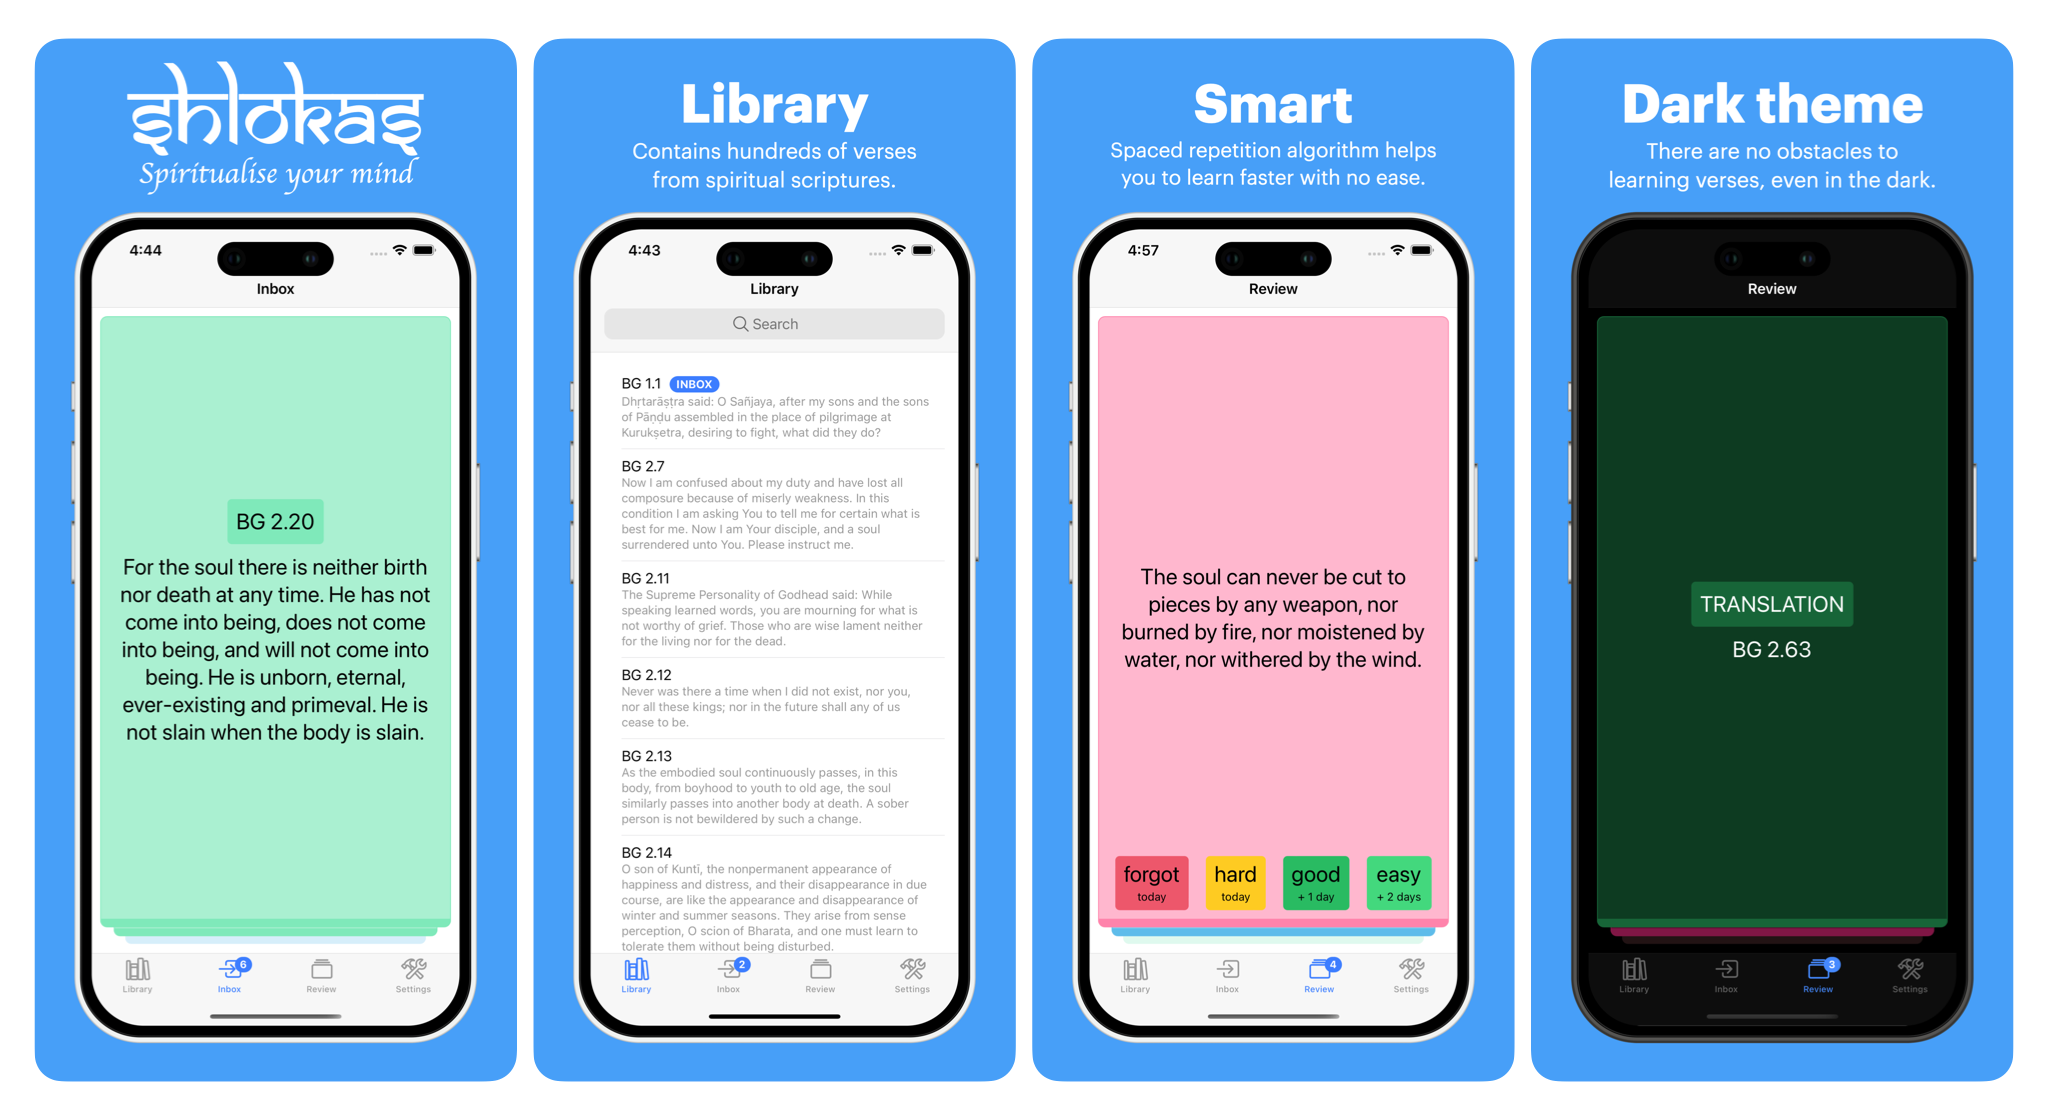 shlokas
Spiritualise your mind
4:44
Inbox
BG 2.20
For the soul there is neither birth
nor death at any time. He has not
come into being, does not come
into being, and will not come into
being. He is unborn, eternal,
ever-existing and primeval. He is
not slain when the body is slain.
Library
6
Inbox
Review
Settings
Library
Contains hundreds of verses
from spiritual scriptures.
4:43
Library
Search
BG 1.1 INBOX
Dhṛtarāṣṭra said: O Sañjaya, after my sons and the sons
of Pāṇḍu assembled in the place of pilgrimage at
Kurukṣetra, desiring to fight, what did they do?
BG 2.7
Now I am confused about my duty and have lost all
composure because of miserly weakness. In this
condition I am asking You to tell me for certain what is
best for me. Now I am Your disciple, and a soul
surrendered unto You. Please instruct me.
BG 2.11
The Supreme Personality of Godhead said: While
speaking learned words, you are mourning for what is
not worthy of grief. Those who are wise lament neither
for the living nor for the dead.
BG 2.12
Never was there a time when I did not exist, nor you,
nor all these kings; nor in the future shall any of us
cease to be.
BG 2.13
As the embodied soul continuously passes, in this
body, from boyhood to youth to old age, the soul
similarly passes into another body at death. A sober
person is not bewildered by such a change.
BG 2.14
O son of Kuntī, the nonpermanent appearance of
happiness and distress, and their disappearance in due
course, are like the appearance and disappearance of
winter and summer seasons. They arise from sense
perception, O scion of Bharata, and one must learn to
tolerate them without being disturbed.
Library
2
Inbox
Review
Settings
Smart
Spaced repetition algorithm helps
you to learn faster with no ease.
4:57
Review
The soul can never be cut to
pieces by any weapon, nor
burned by fire, nor moistened by
water, nor withered by the wind.
forgot
today
hard
today
good
+ 1 day
easy
+ 2 days
Library
Inbox
4
Review
Settings
Dark theme
There are no obstacles to
learning verses, even in the dark.
Review
TRANSLATION
BG 2.63
Library
Inbox
3
Review
Settings